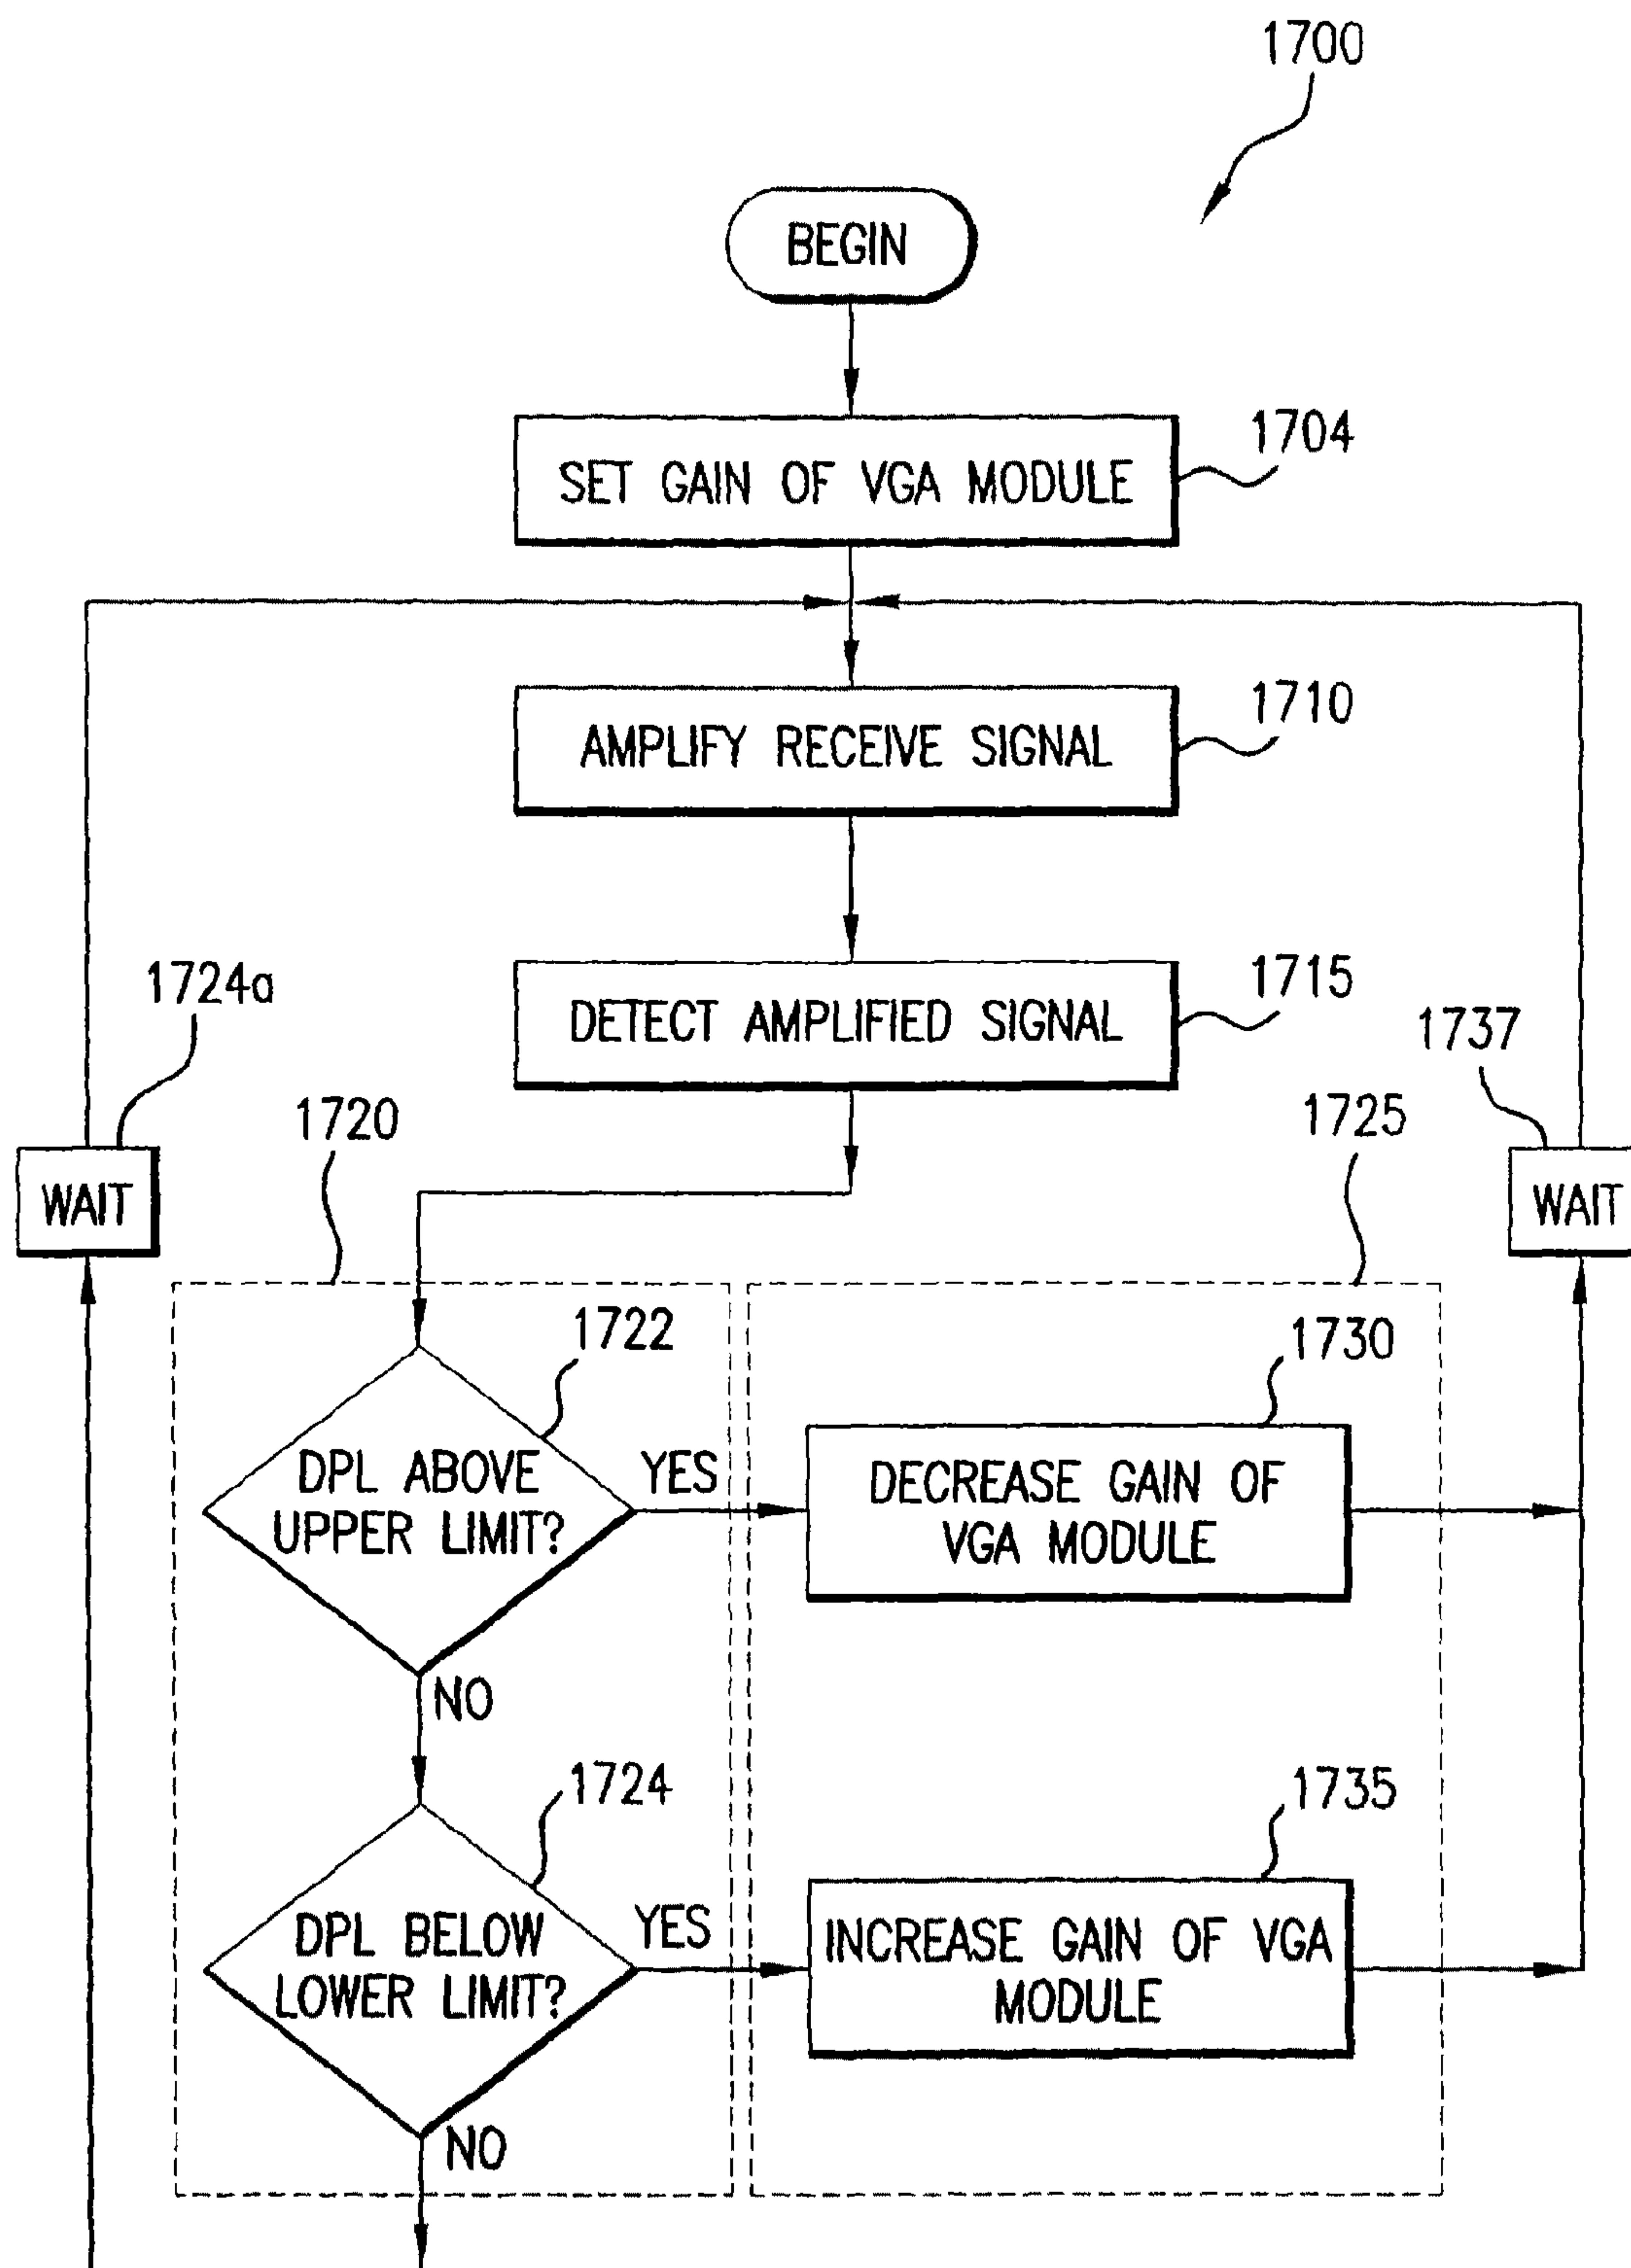 1700
BEGIN
1704
SET GAIN OF VGA MODULE
1710
AMPLIFY RECEIVE SIGNAL
1715
DETECT AMPLIFIED SIGNAL
1724a
1737
WAIT
1720
1725
WAIT
1722
1730
DPL ABOVE
UPPER LIMIT?
YES
DECREASE GAIN OF
VGA MODULE
NO
1724
1735
DPL BELOW
LOWER LIMIT?
YES
INCREASE GAIN OF VGA
MODULE
NO